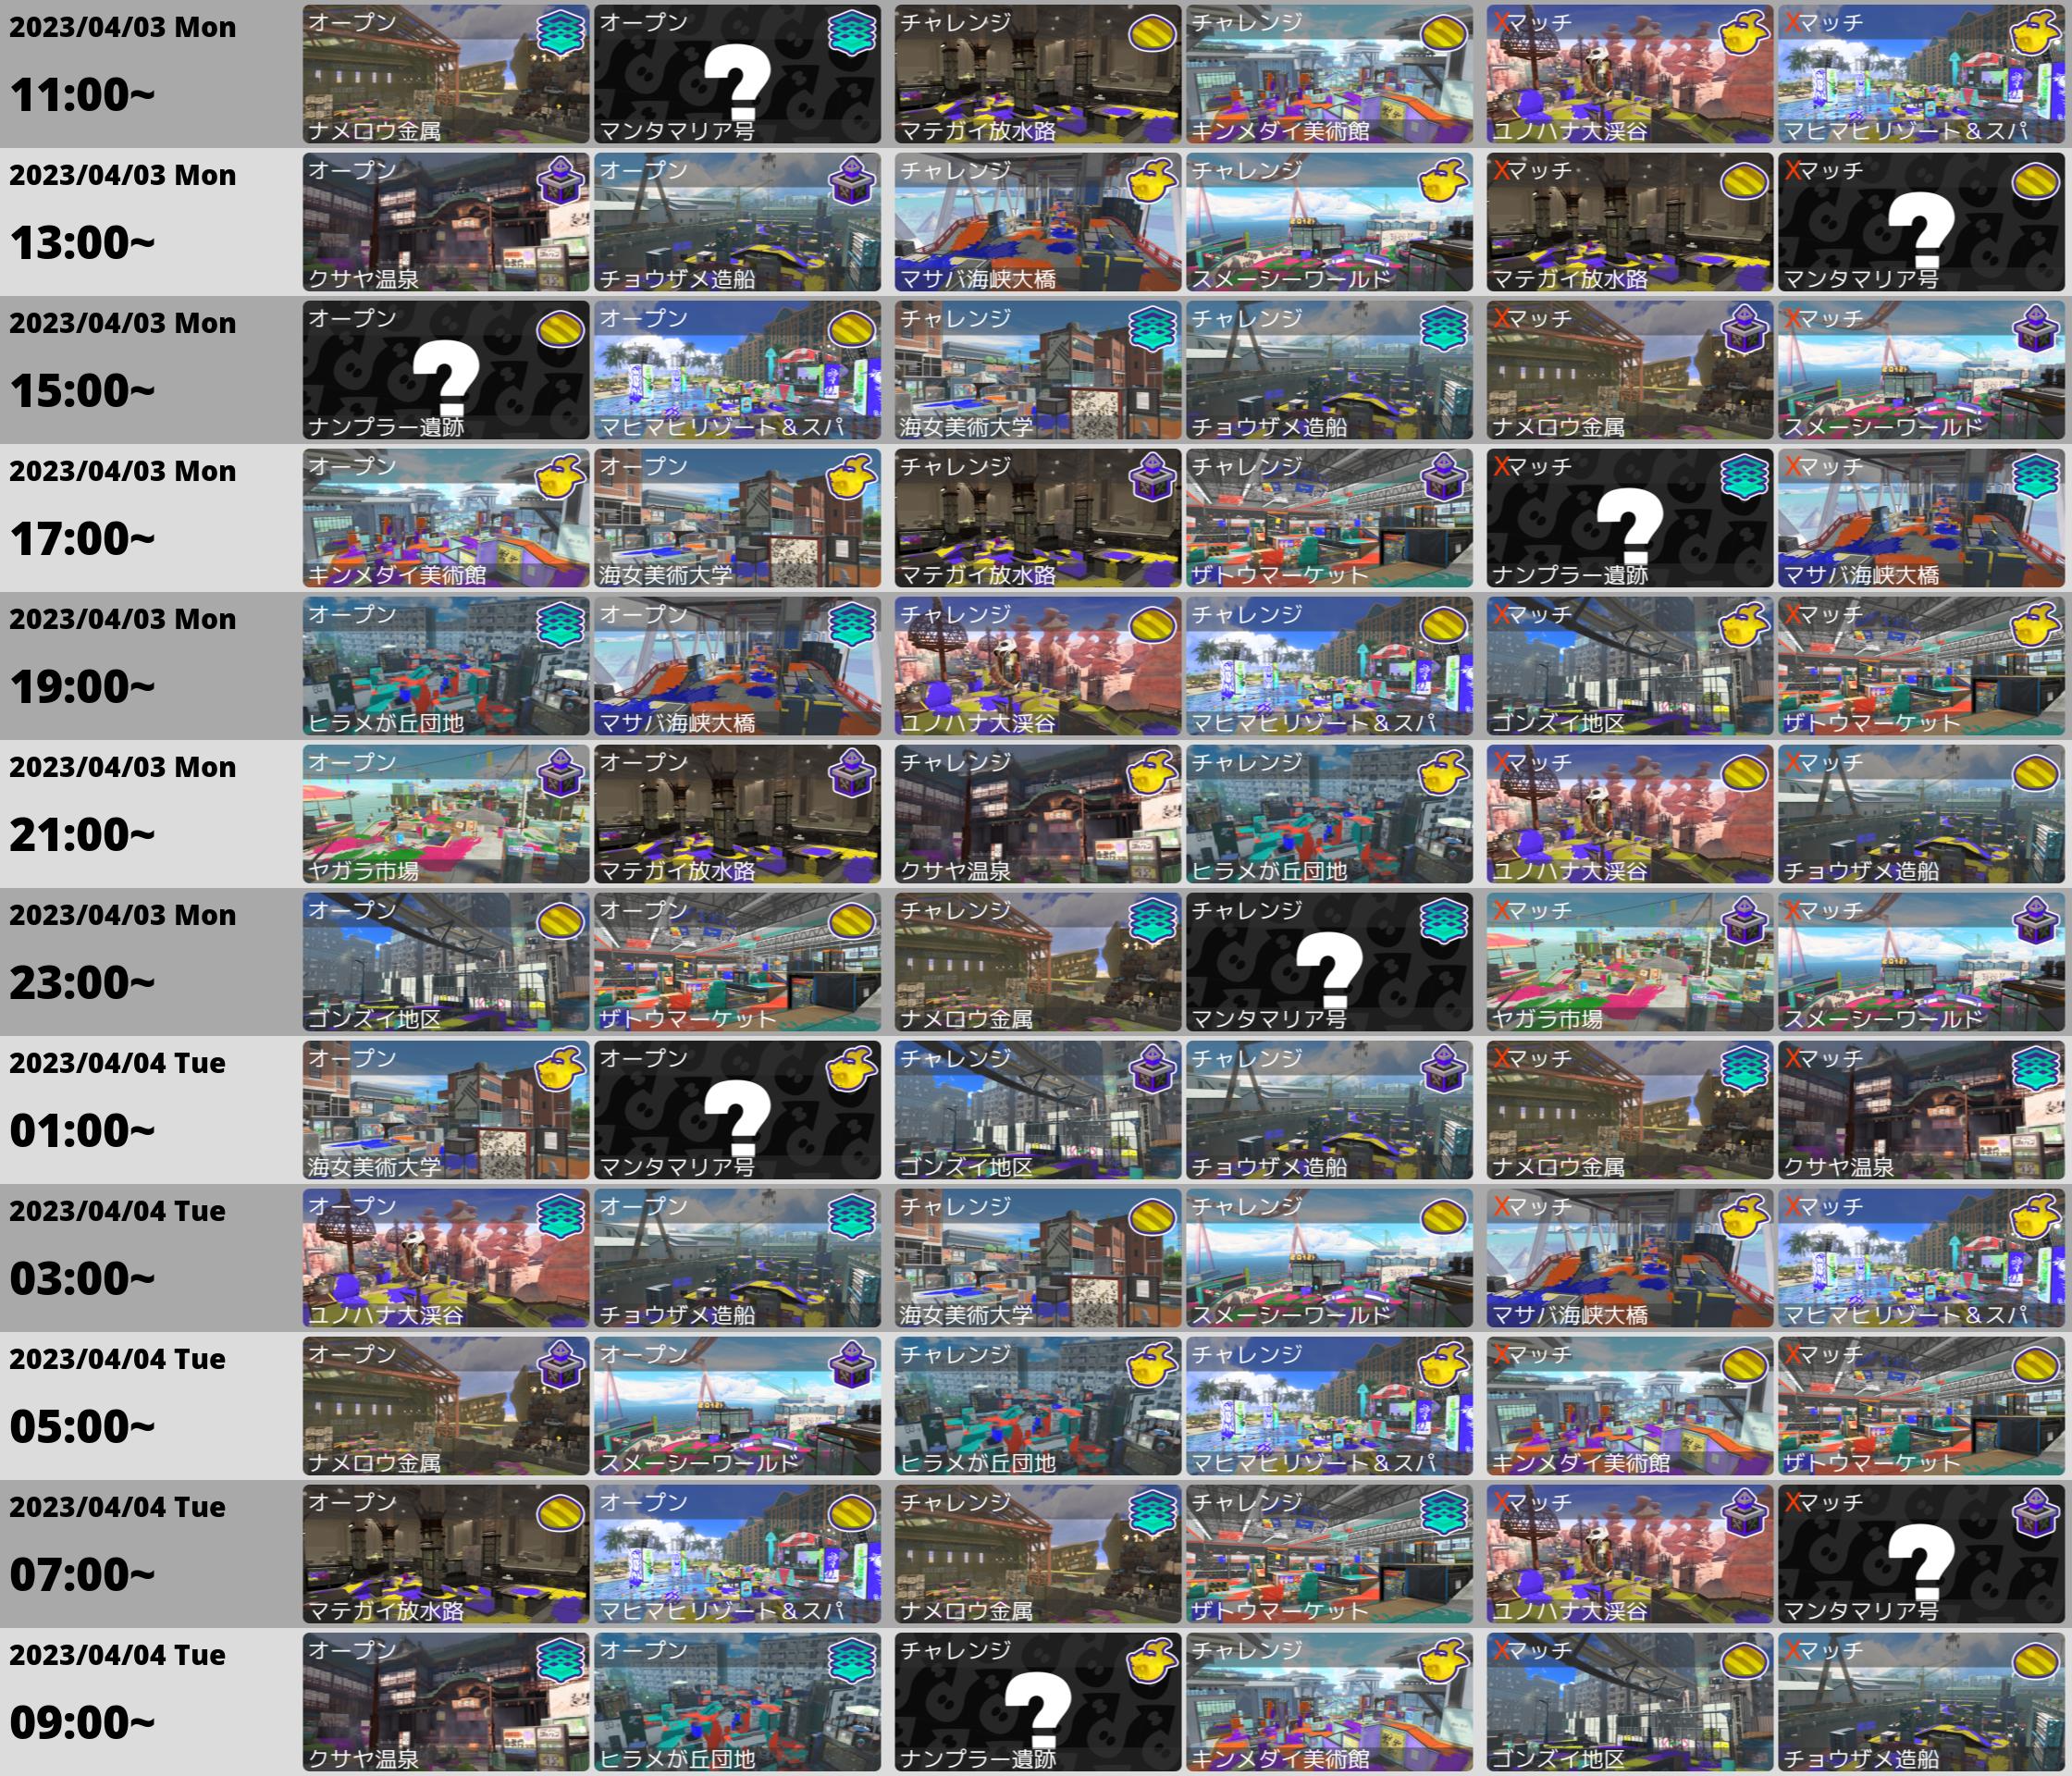 2023/04/03 Mon
11:00~
オープン オープン チャレンジ チャレンジ Xマッチ Xマッチ
ナメロウ金属 マンタマリア号 マテガイ放水路 キンメダイ美術館 ユノハナ大渓谷 マヒマヒリゾート＆スパ
2023/04/03 Mon
13:00~
オープン オープン チャレンジ チャレンジ Xマッチ Xマッチ
クサヤ温泉 チョウザメ造船 マサバ海峡大橋 スメーシーワールド マテガイ放水路 マンタマリア号
2023/04/03 Mon
15:00~
オープン オープン チャレンジ チャレンジ Xマッチ Xマッチ
ナンプラー遺跡 マヒマヒリゾート＆スパ 海女美術大学 チョウザメ造船 ナメロウ金属 スメーシーワールド
2023/04/03 Mon
17:00~
オープン オープン チャレンジ チャレンジ Xマッチ Xマッチ
キンメダイ美術館 海女美術大学 マテガイ放水路 ザトウマーケット ナンプラー遺跡 マサバ海峡大橋
2023/04/03 Mon
19:00~
オープン オープン チャレンジ チャレンジ Xマッチ Xマッチ
ヒラメが丘団地 マサバ海峡大橋 ユノハナ大渓谷 マヒマヒリゾート＆スパ ゴンズイ地区 ザトウマーケット
2023/04/03 Mon
21:00~
オープン オープン チャレンジ チャレンジ Xマッチ Xマッチ
ヤガラ市場 マテガイ放水路 クサヤ温泉 ヒラメが丘団地 ユノハナ大渓谷 チョウザメ造船
2023/04/03 Mon
23:00~
オープン オープン チャレンジ チャレンジ Xマッチ Xマッチ
ゴンズイ地区 ザトウマーケット ナメロウ金属 マンタマリア号 ヤガラ市場 スメーシーワールド
2023/04/04 Tue
01:00~
オープン オープン チャレンジ チャレンジ Xマッチ Xマッチ
海女美術大学 マンタマリア号 ゴンズイ地区 チョウザメ造船 ナメロウ金属 クサヤ温泉
2023/04/04 Tue
03:00~
オープン オープン チャレンジ チャレンジ Xマッチ Xマッチ
ユノハナ大渓谷 チョウザメ造船 海女美術大学 スメーシーワールド マサバ海峡大橋 マヒマヒリゾート＆スパ
2023/04/04 Tue
05:00~
オープン オープン チャレンジ チャレンジ Xマッチ Xマッチ
ナメロウ金属 スメーシーワールド ヒラメが丘団地 マヒマヒリゾート＆スパ キンメダイ美術館 ザトウマーケット
2023/04/04 Tue
07:00~
オープン オープン チャレンジ チャレンジ Xマッチ Xマッチ
マテガイ放水路 マヒマヒリゾート＆スパ ナメロウ金属 ザトウマーケット ユノハナ大渓谷 マンタマリア号
2023/04/04 Tue
09:00~
オープン オープン チャレンジ チャレンジ Xマッチ Xマッチ
クサヤ温泉 ヒラメが丘団地 ナンプラー遺跡 キンメダイ美術館 ゴンズイ地区 チョウザメ造船